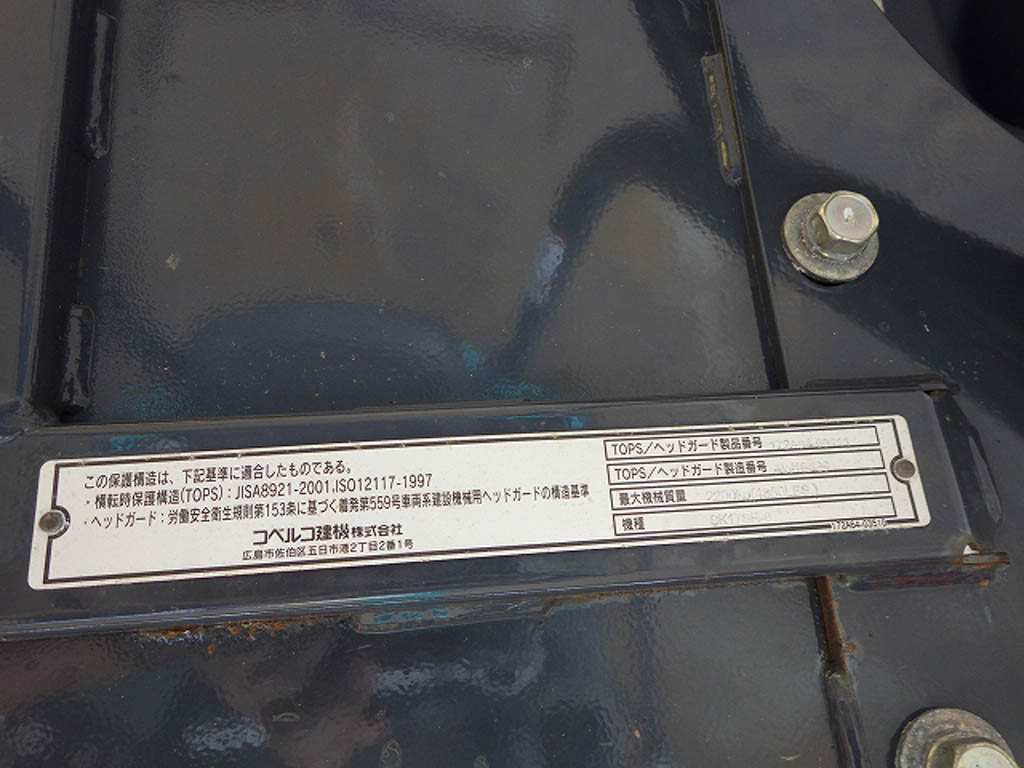 この保護構造は、下記基準に適合したものである。
・横転時保護構造(TOPS)：JISA8921-2001.ISO12117-1997
・ヘッドガード：労働安全衛生規則第153条に基づく着発第559号車両系建設機械用ヘッドガードの構造基準
コベルコ建機株式会社
広島市佐伯区五日市港2丁目2番1号
TOPS/ヘッドガード製品番号
TOPS/ヘッドガード製造番号
最大機械質量
機種
172A64-03510